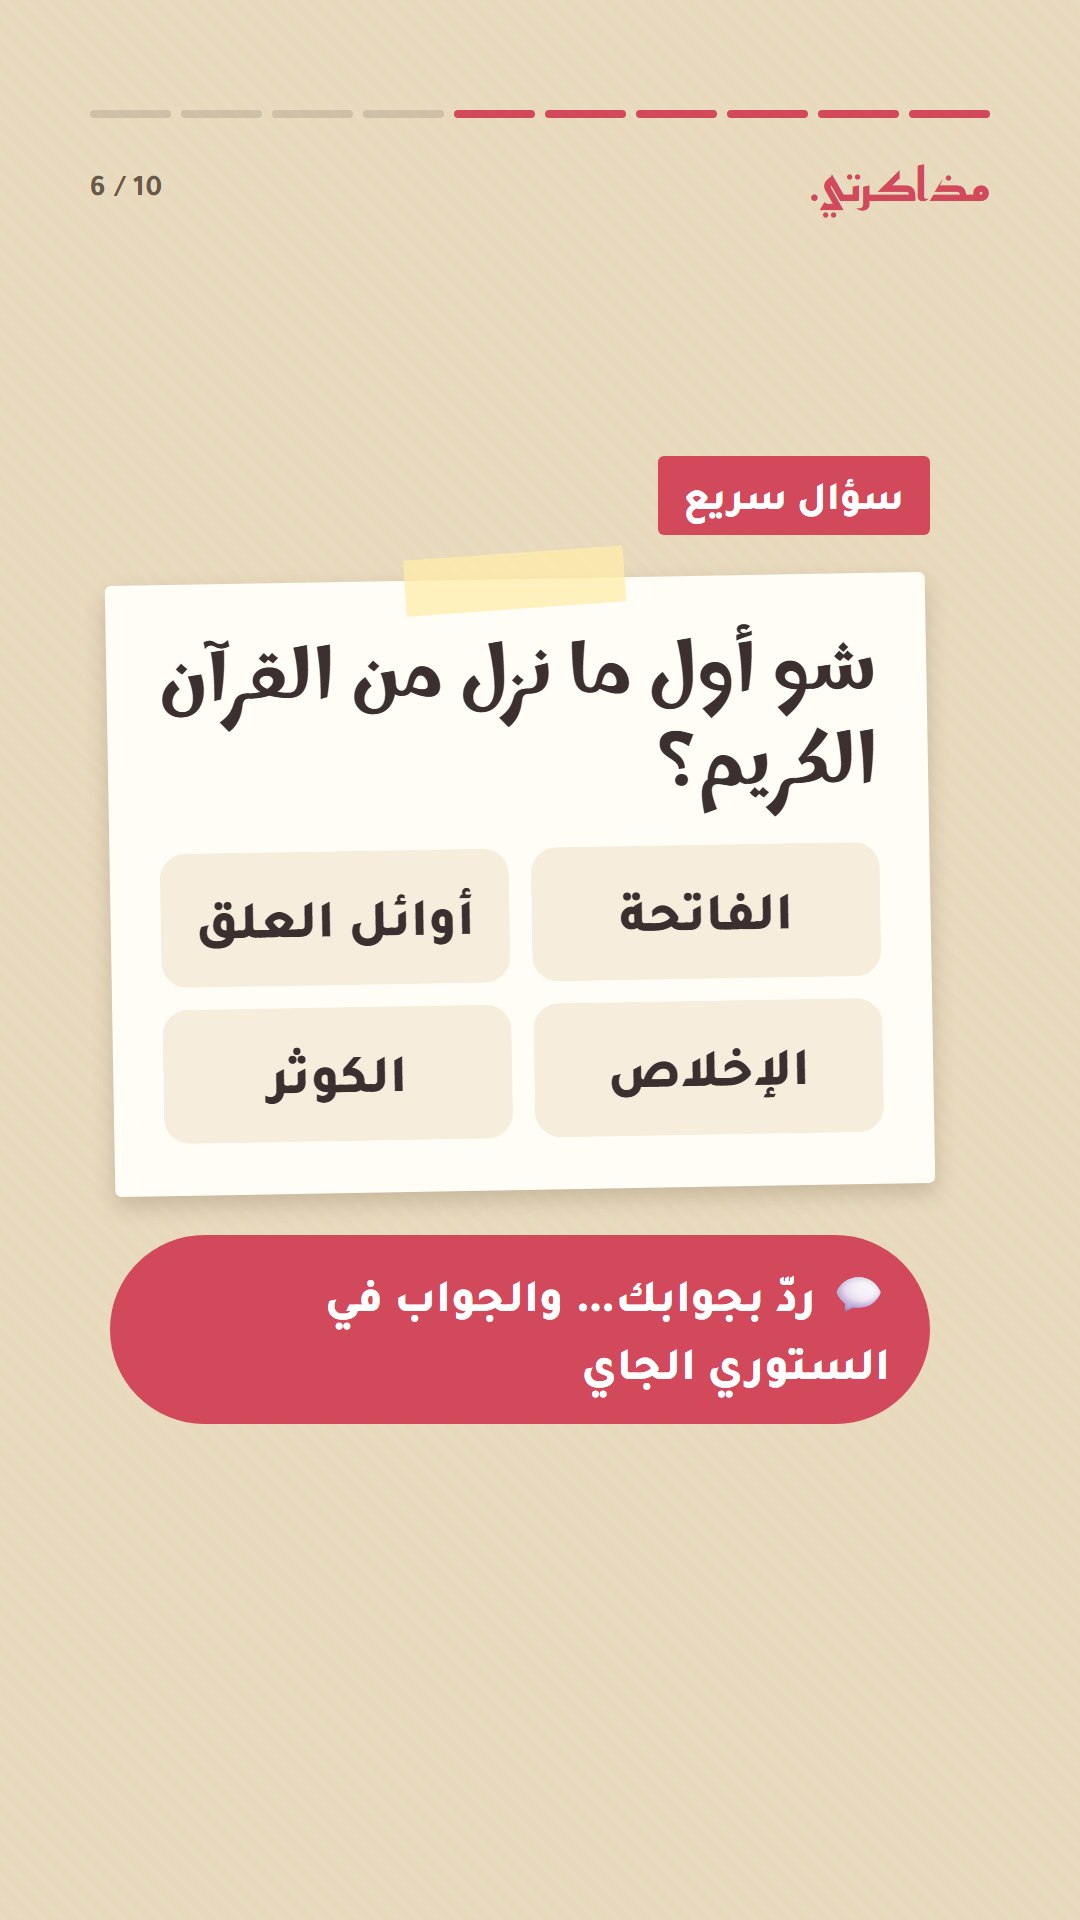 مذاكرتي.
6 / 10
سؤال سريع
شو أول ما نزل من القرآن
الكريم؟
الفاتحة
أوائل العلق
الإخلاص
الكوثر
ردّ بجوابك... والجواب في
الستوري الجاي